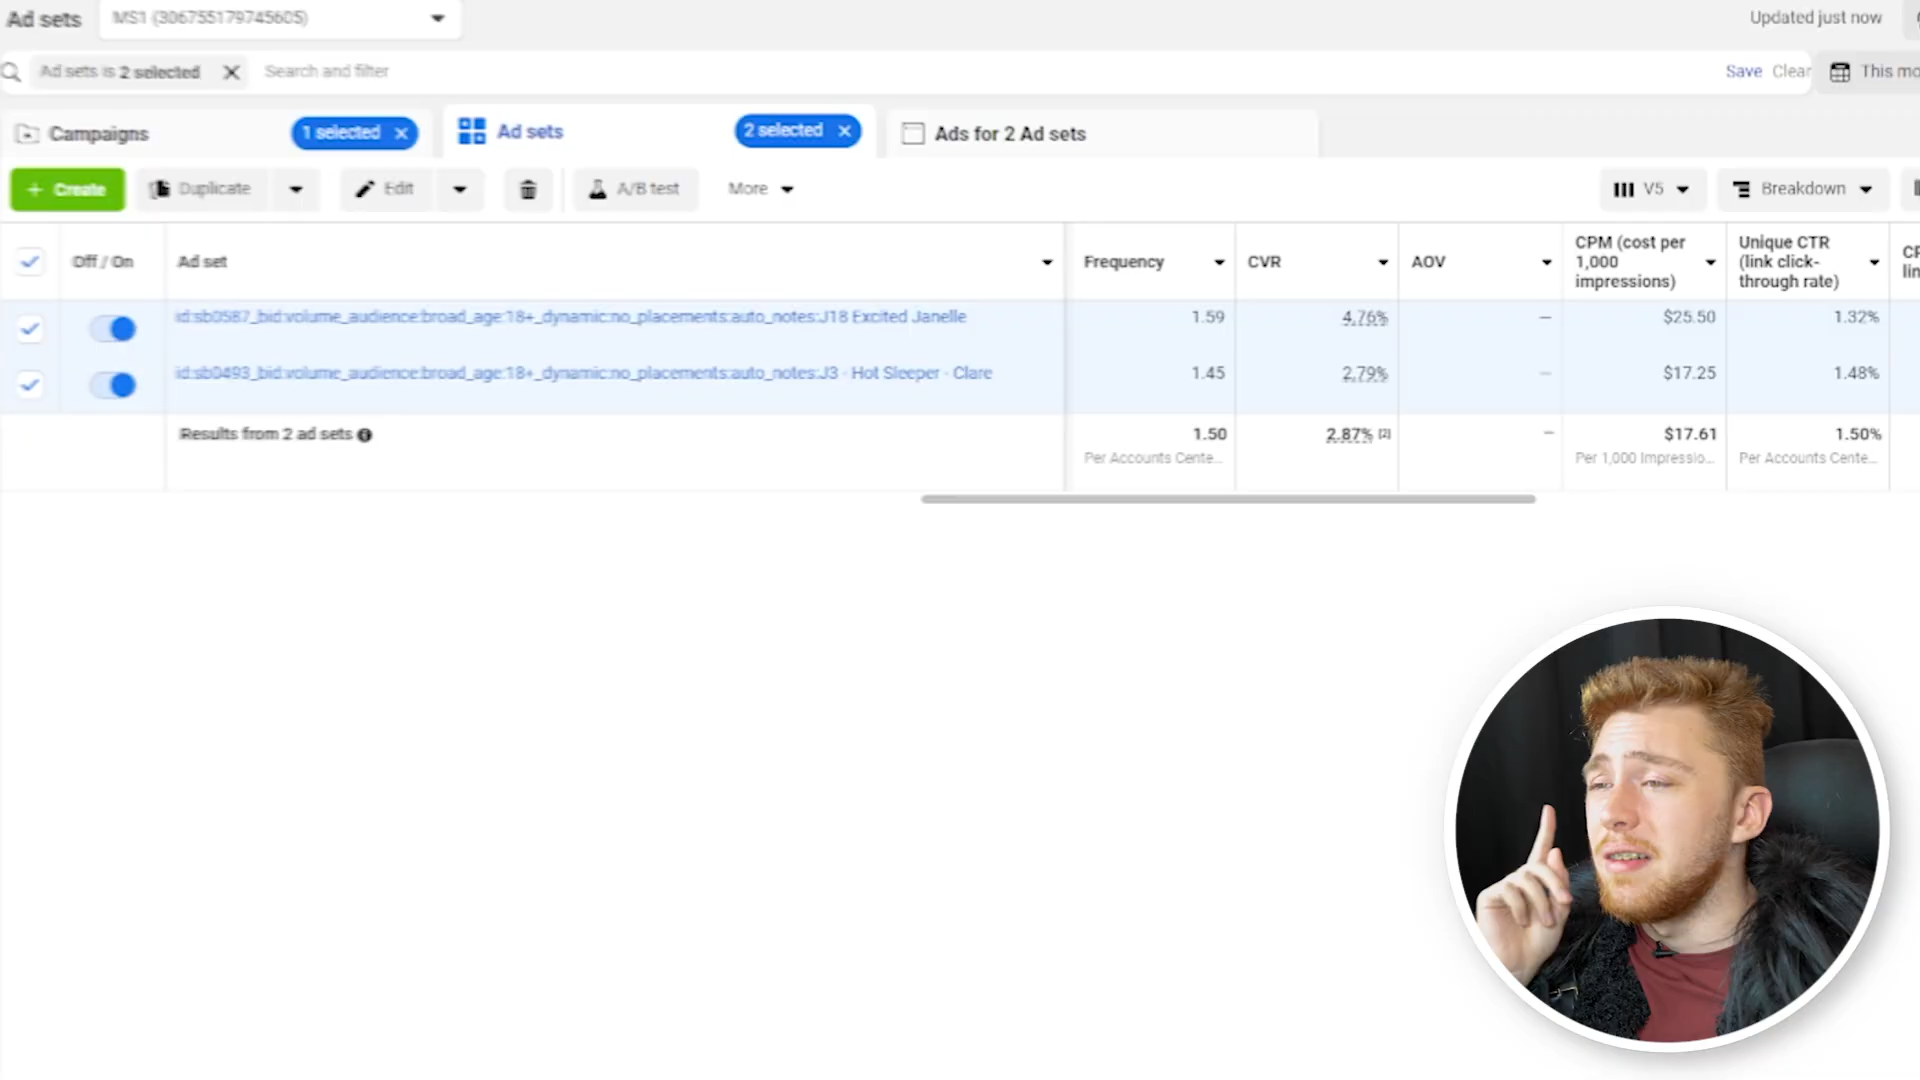 Ad sets MS1 (306755179745605) Updated just now
Ad sets is 2 selected Search and filter Save Clear This mo
Campaigns 1 selected Ad sets 2 selected Ads for 2 Ad sets
+ Create Duplicate Edit A/B test More V5 Breakdown
Off / On Ad set Frequency CVR AOV CPM (cost per 1,000 impressions) Unique CTR (link click-through rate)
id:sb0587_bid:volume_audience:broad_age:18+_dynamic:no_placements:auto_notes:J18 Excited Janelle 1.59 4.76% — $25.50 1.32%
id:sb0493_bid:volume_audience:broad_age:18+_dynamic:no_placements:auto_notes:J3 - Hot Sleeper - Clare 1.45 2.79% — $17.25 1.48%
Results from 2 ad sets 1.50 2.87% [2] — $17.61 1.50%
Per Accounts Cente... Per 1,000 Impressio... Per Accounts Cente...